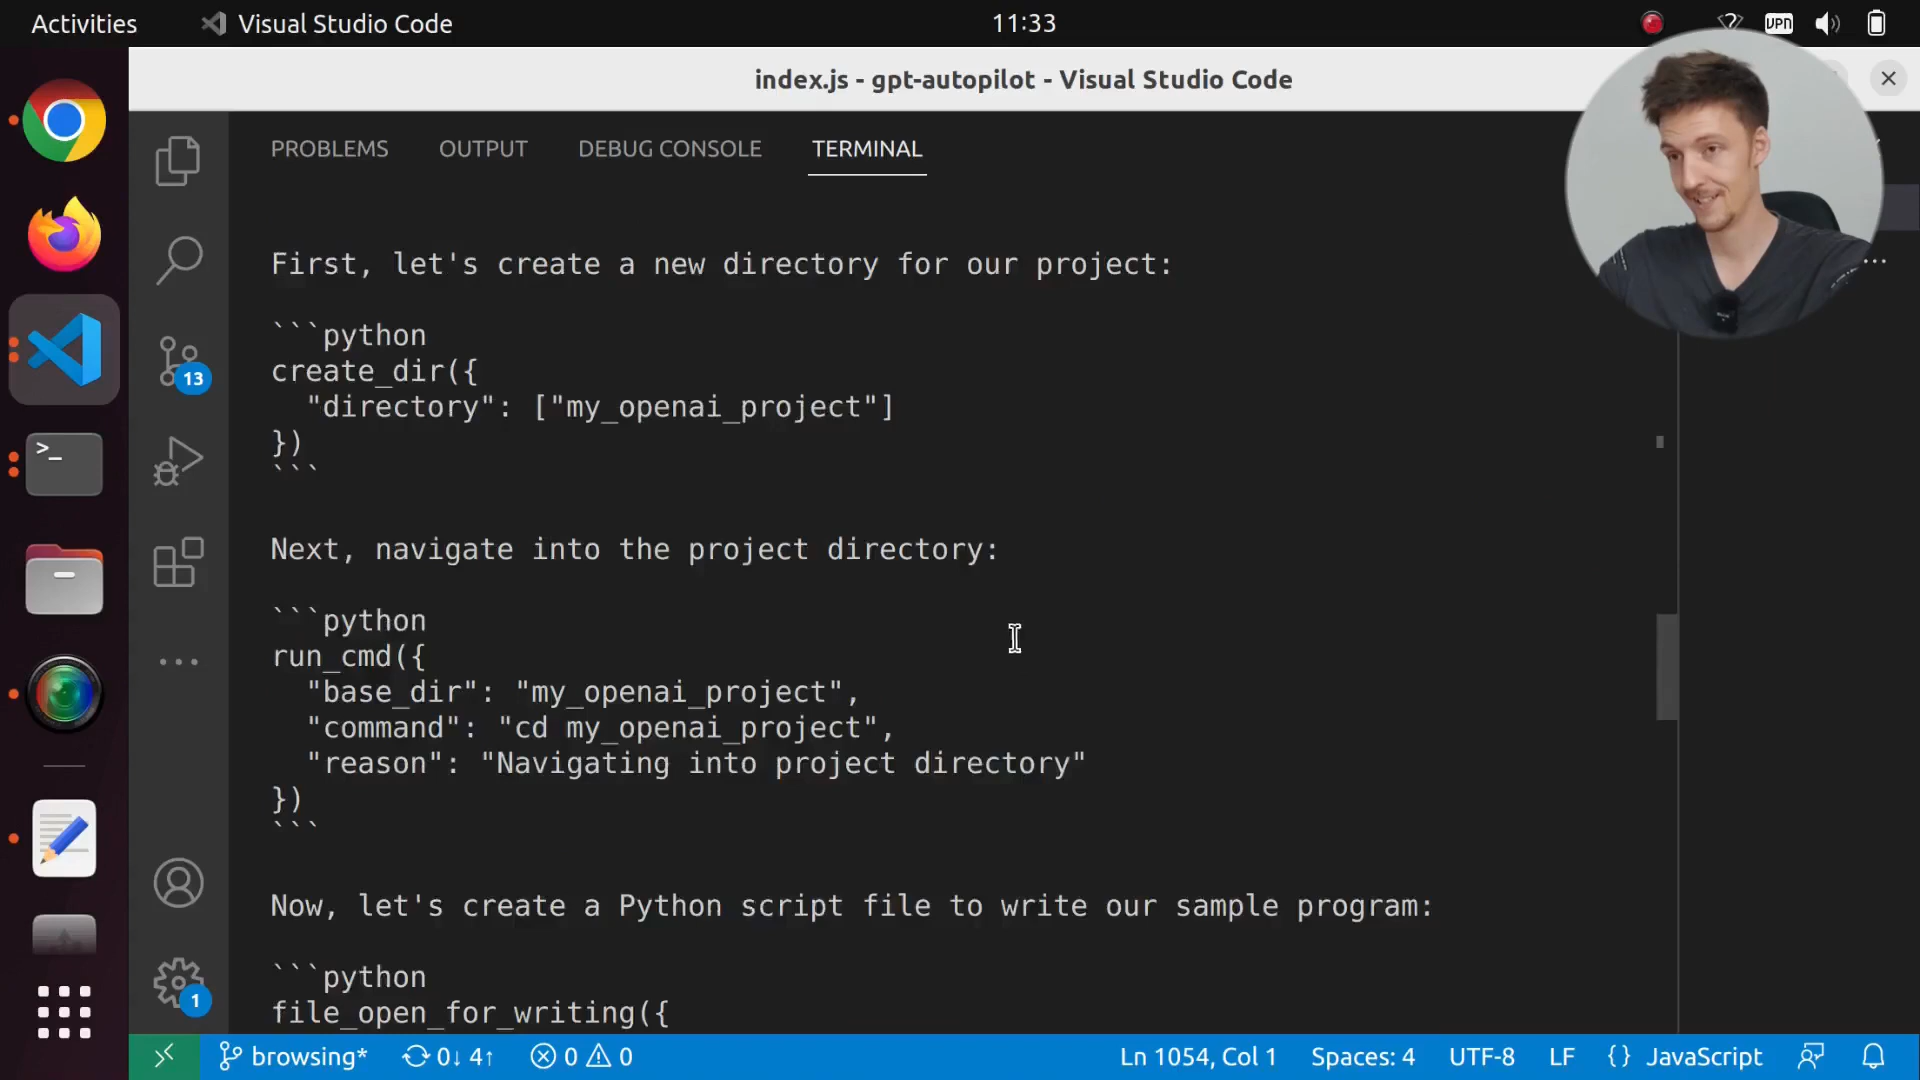 Activities
Visual Studio Code
11:33
VPN
index.js - gpt-autopilot - Visual Studio Code
PROBLEMS OUTPUT DEBUG CONSOLE TERMINAL
First, let's create a new directory for our project:
```python
create_dir({
"directory": ["my_openai_project"]
})
```
Next, navigate into the project directory:
```python
run_cmd({
"base_dir": "my_openai_project",
"command": "cd my_openai_project",
"reason": "Navigating into project directory"
})
```
Now, let's create a Python script file to write our sample program:
```python
file_open_for_writing({
13
1
browsing* 0↓ 4↑ 0 0 Ln 1054, Col 1 Spaces: 4 UTF-8 LF {} JavaScript